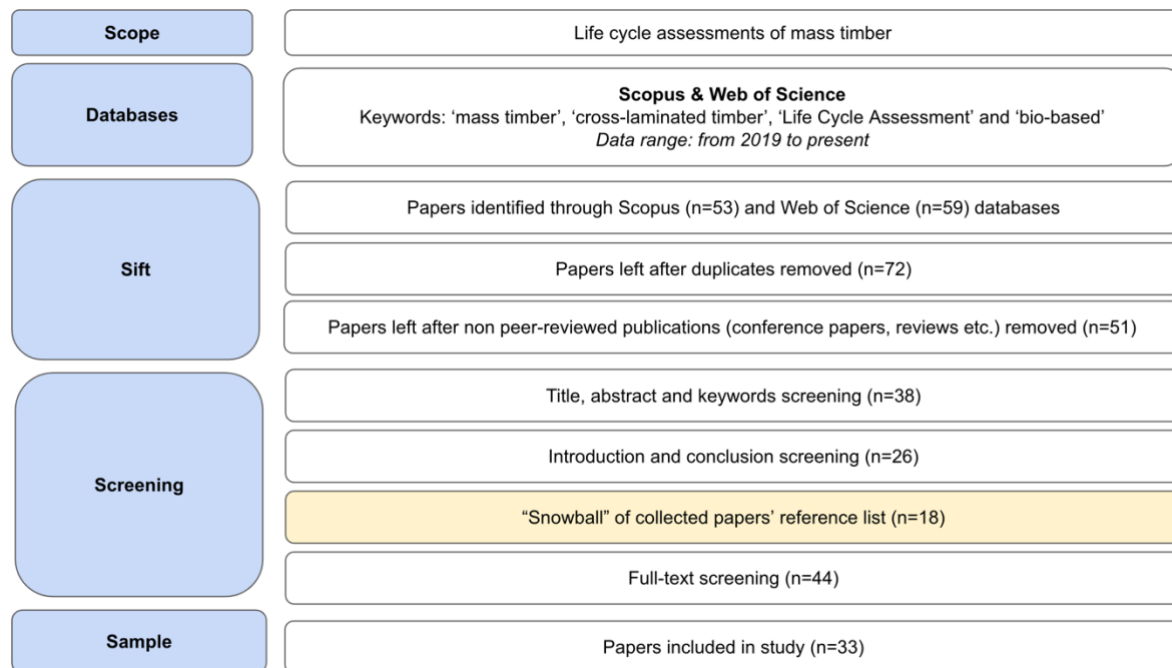 Scope
Life cycle assessments of mass timber
Databases
Scopus & Web of Science
Keywords: ‘mass timber’, ‘cross-laminated timber’, ‘Life Cycle Assessment’ and ‘bio-based’
Data range: from 2019 to present
Sift
Papers identified through Scopus (n=53) and Web of Science (n=59) databases
Papers left after duplicates removed (n=72)
Papers left after non peer-reviewed publications (conference papers, reviews etc.) removed (n=51)
Screening
Title, abstract and keywords screening (n=38)
Introduction and conclusion screening (n=26)
“Snowball” of collected papers’ reference list (n=18)
Full-text screening (n=44)
Sample
Papers included in study (n=33)